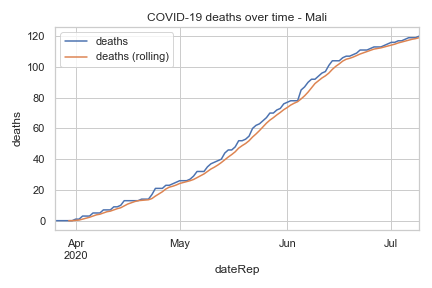 COVID-19 deaths over time - Mali
deaths
deaths (rolling)
120
100
80
60
40
20
0
deaths
Apr May Jun Jul
2020
dateRep